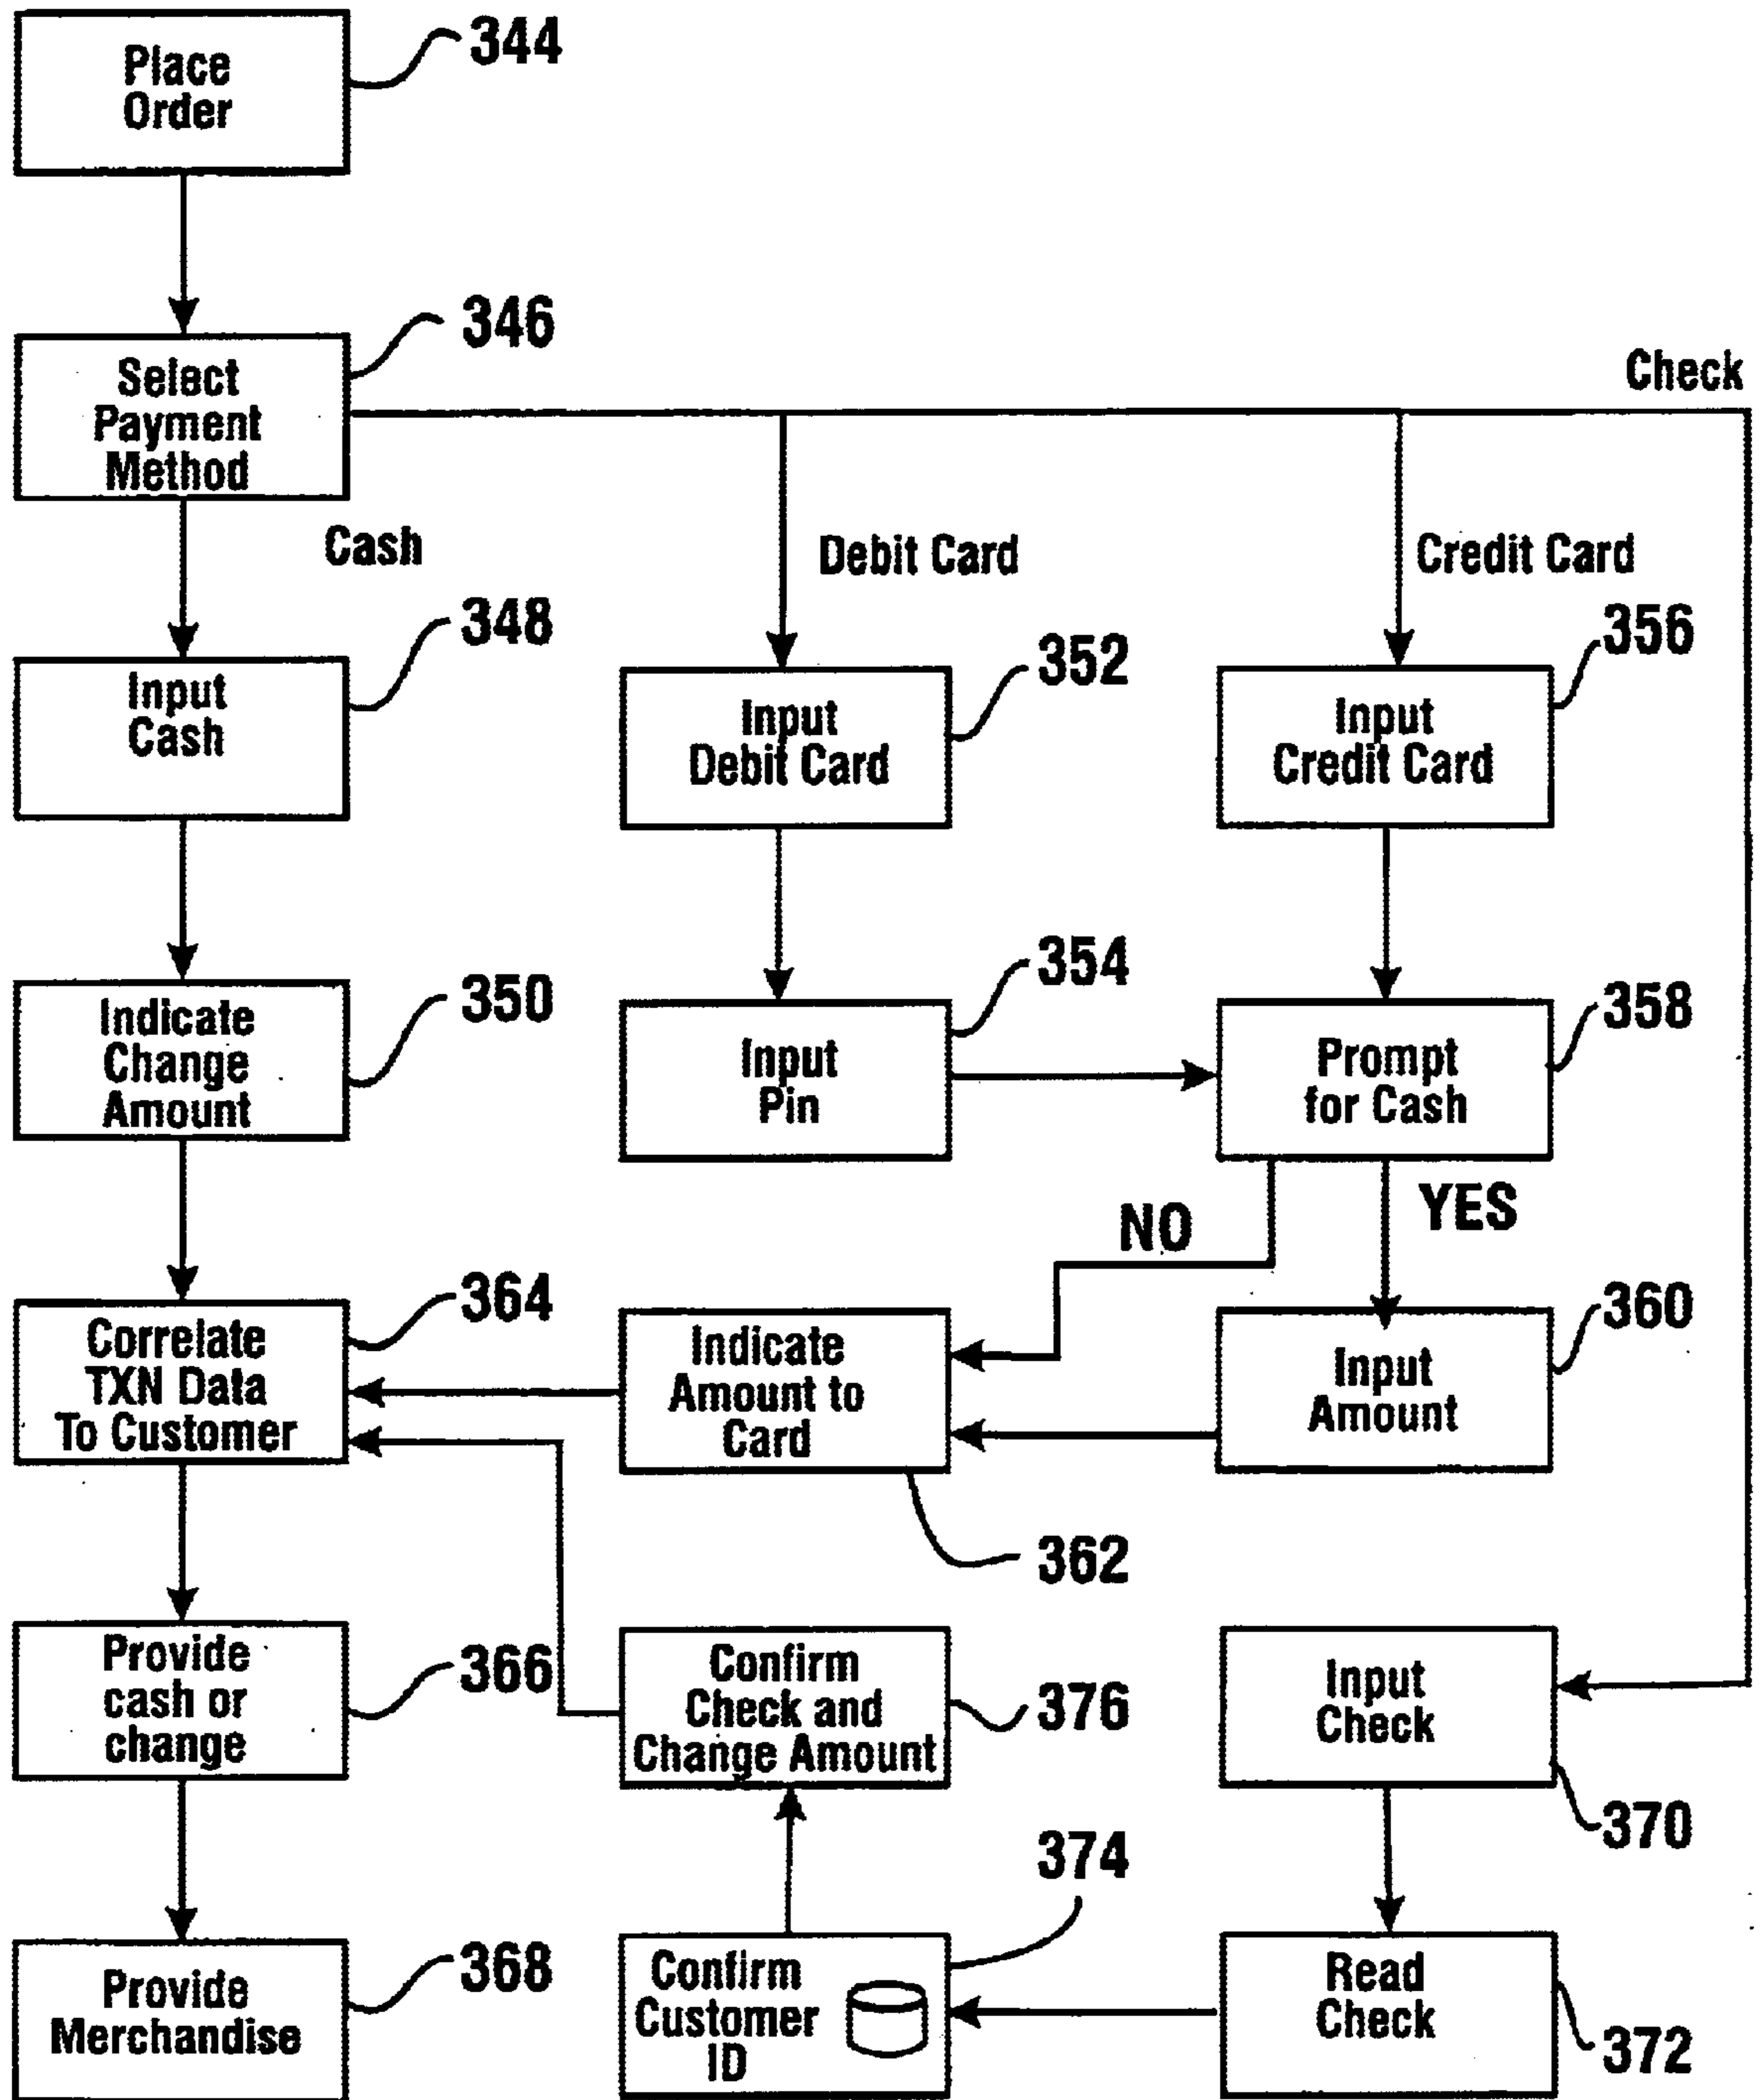 Place
Order
344
Select
Payment
Method
346
Check
Cash
Debit Card
Credit Card
Input
Cash
348
Input
Debit Card
352
Input
Credit Card
356
Indicate
Change
Amount
350
Input
Pin
354
Prompt
for Cash
358
NO
YES
Correlate
TXN Data
To Customer
364
Indicate
Amount to
Card
362
Input
Amount
360
Provide
cash or
change
366
Confirm
Check and
Change Amount
376
Input
Check
370
Provide
Merchandise
368
Confirm
Customer
ID
374
Read
Check
372